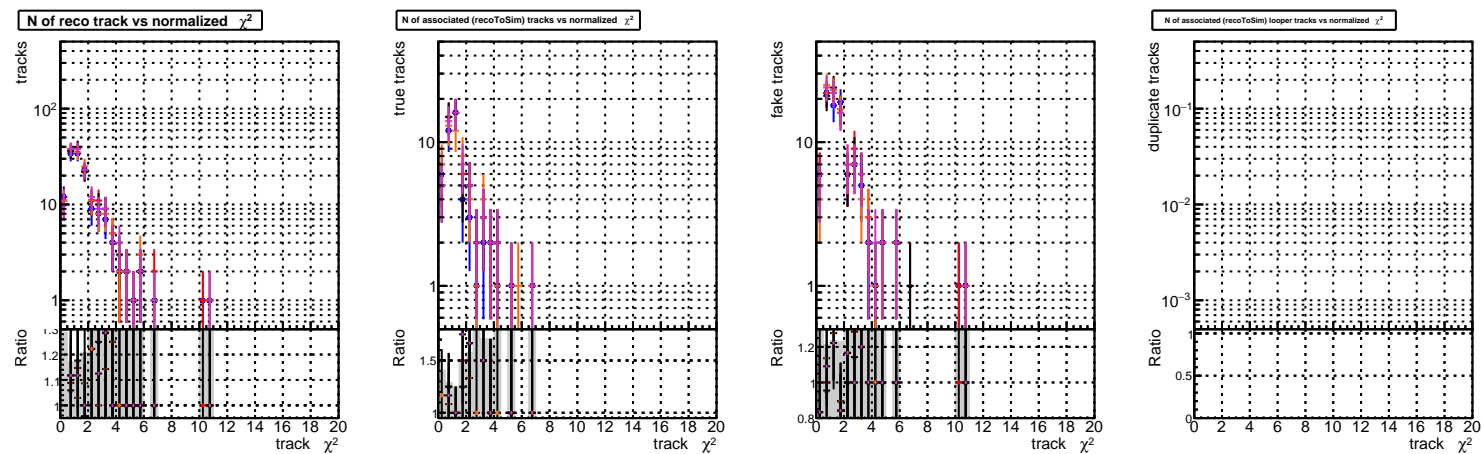 N of reco track vs normalized χ²
tracks
10²
10
1
Ratio
1.3
1.2
1.1
1
0 2 4 6 8 10 12 14 16 18 20
track χ²
N of associated (recoToSim) tracks vs normalized χ²
true tracks
10
1
Ratio
1.5
1
0 2 4 6 8 10 12 14 16 18 20
track χ²
fake tracks
10
1
Ratio
1.2
1
0.8
0 2 4 6 8 10 12 14 16 18 20
track χ²
N of associated (recoToSim) looper tracks vs normalized χ²
duplicate tracks
10⁻¹
10⁻²
10⁻³
Ratio
1
0.5
0
0 2 4 6 8 10 12 14 16 18 20
track χ²